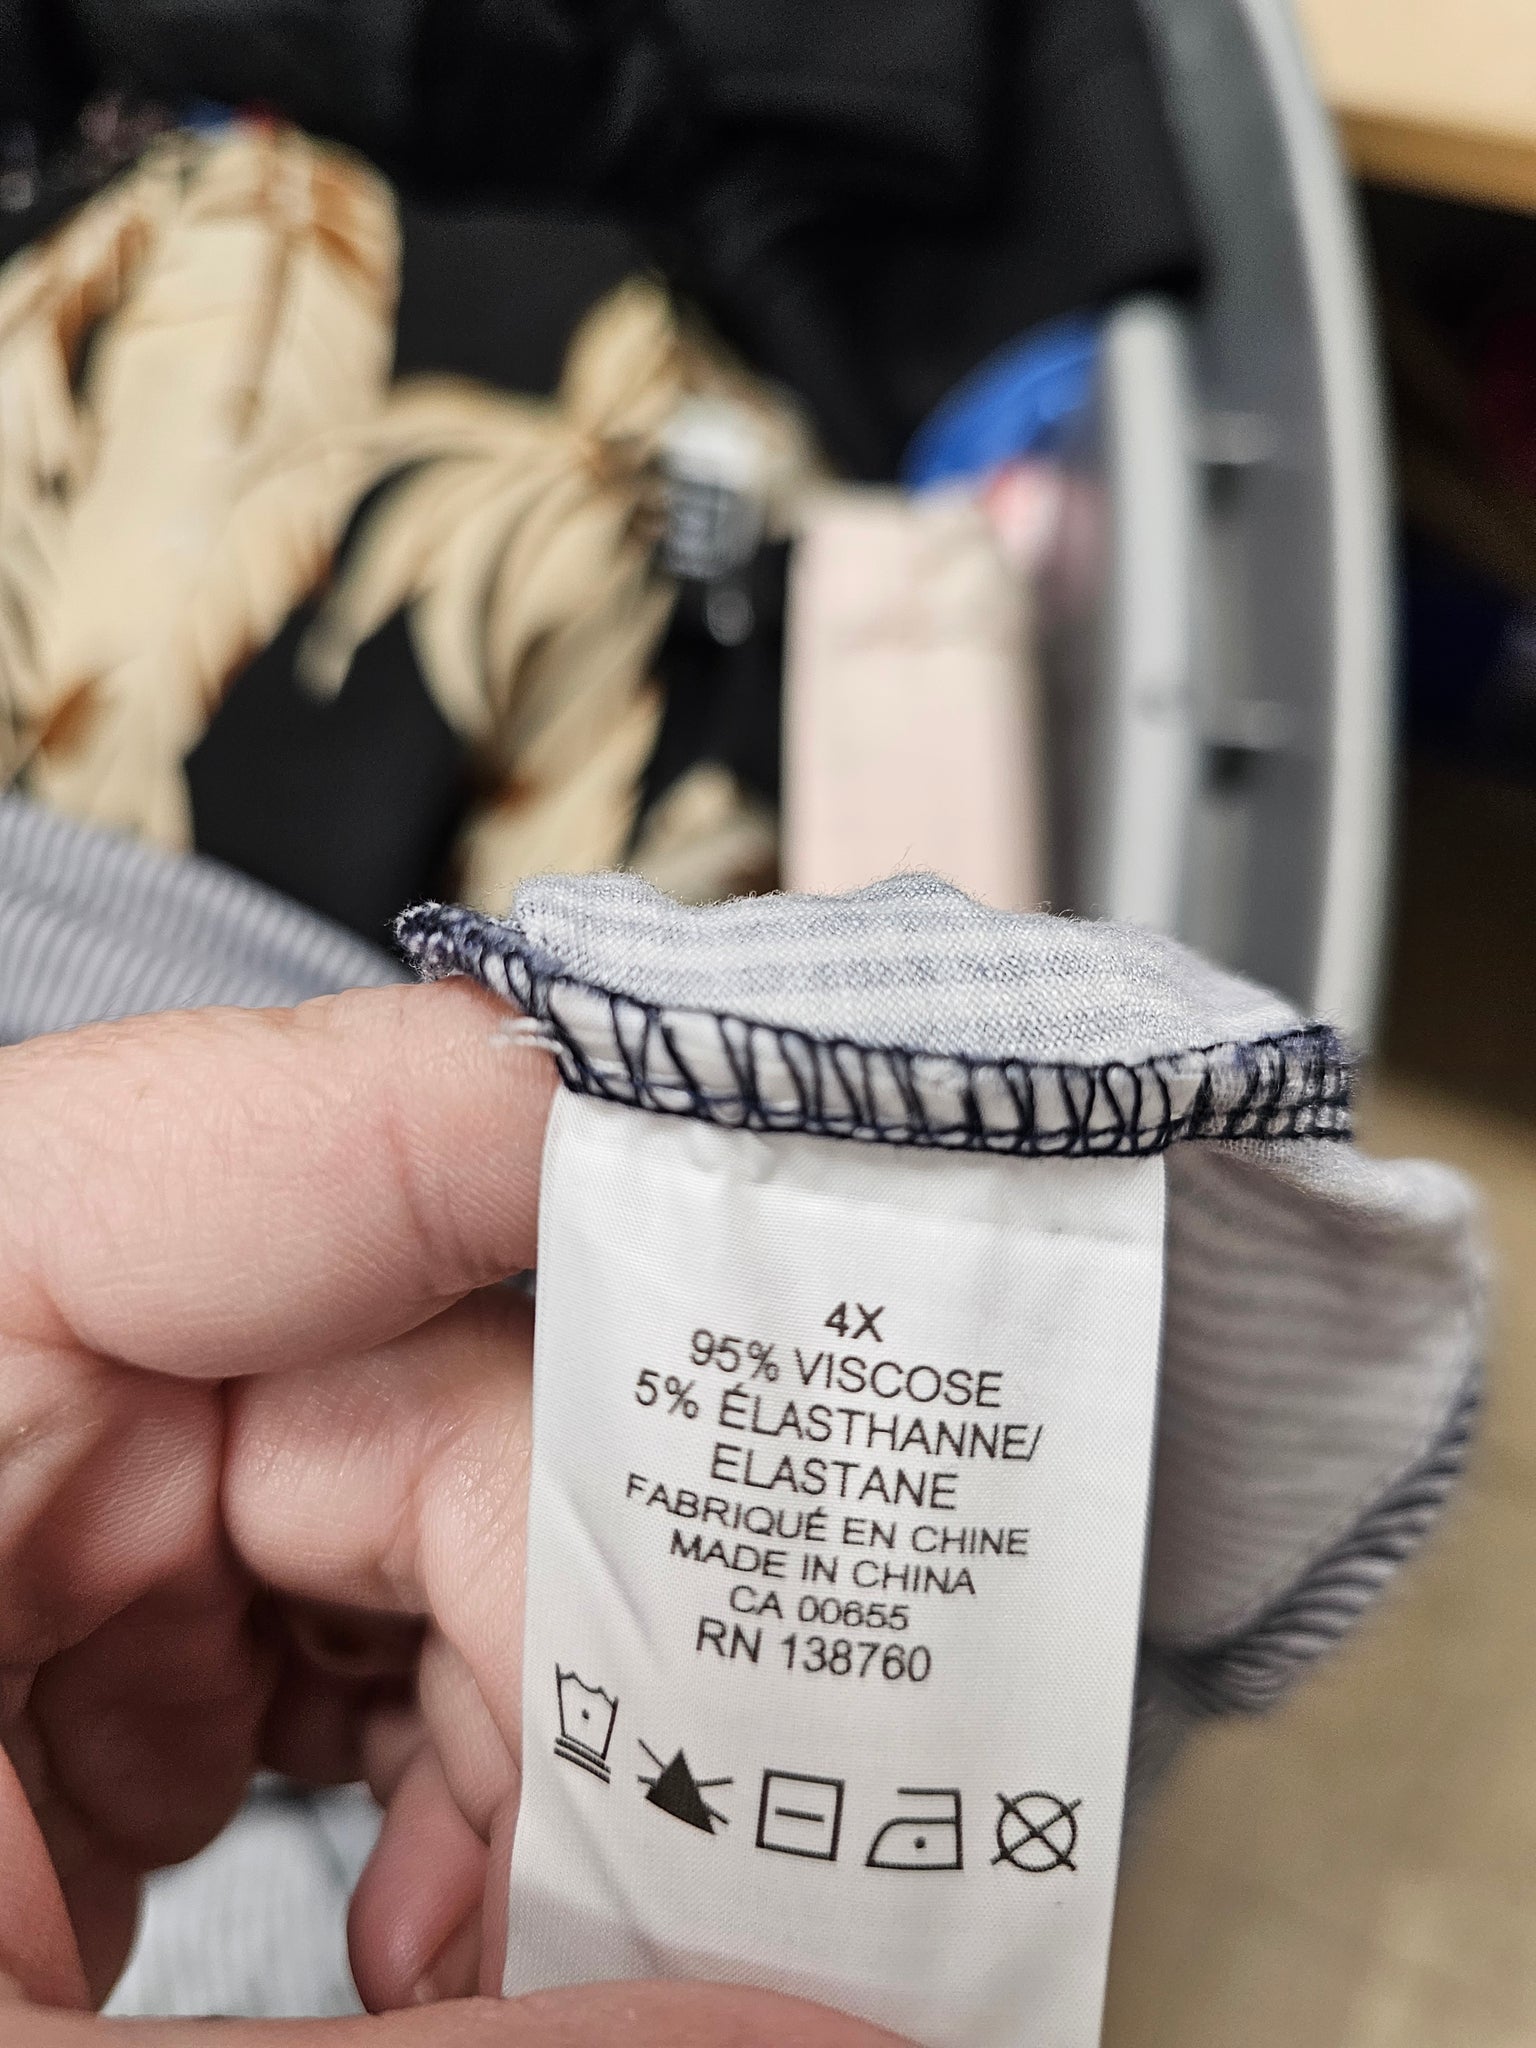 4X
95% VISCOSE
5% ÉLASTHANNE/
ELASTANE
FABRIQUÉ EN CHINE
MADE IN CHINA
CA 00655
RN 138760